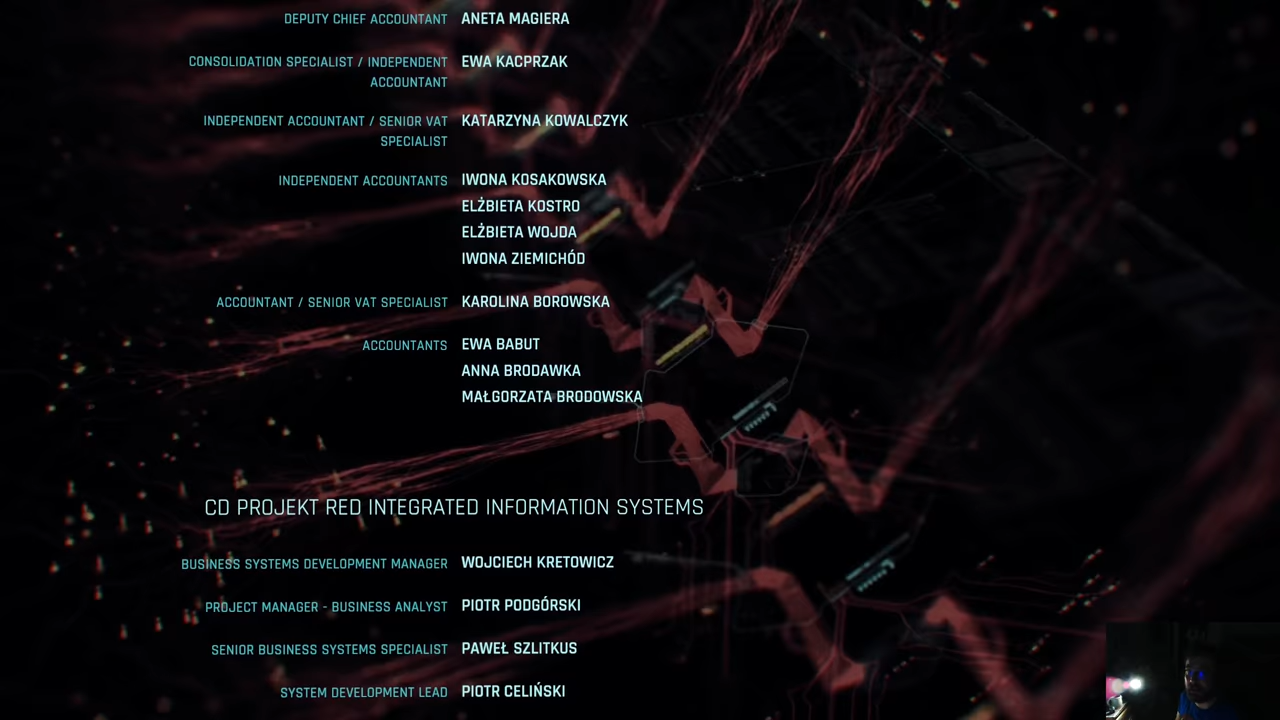 DEPUTY CHIEF ACCOUNTANT ANETA MAGIERA
CONSOLIDATION SPECIALIST / INDEPENDENT EWA KACPRZAK
ACCOUNTANT
INDEPENDENT ACCOUNTANT / SENIOR VAT KATARZYNA KOWALCZYK
SPECIALIST
INDEPENDENT ACCOUNTANTS IWONA KOSAKOWSKA
ELŻBIETA KOSTRO
ELŻBIETA WOJDA
IWONA ZIEMICHÓD
ACCOUNTANT / SENIOR VAT SPECIALIST KAROLINA BOROWSKA
ACCOUNTANTS EWA BABUT
ANNA BRODAWKA
MAŁGORZATA BRODOWSKA
CD PROJEKT RED INTEGRATED INFORMATION SYSTEMS
BUSINESS SYSTEMS DEVELOPMENT MANAGER WOJCIECH KRETOWICZ
PROJECT MANAGER - BUSINESS ANALYST PIOTR PODGÓRSKI
SENIOR BUSINESS SYSTEMS SPECIALIST PAWEŁ SZLITKUS
SYSTEM DEVELOPMENT LEAD PIOTR CELIŃSKI